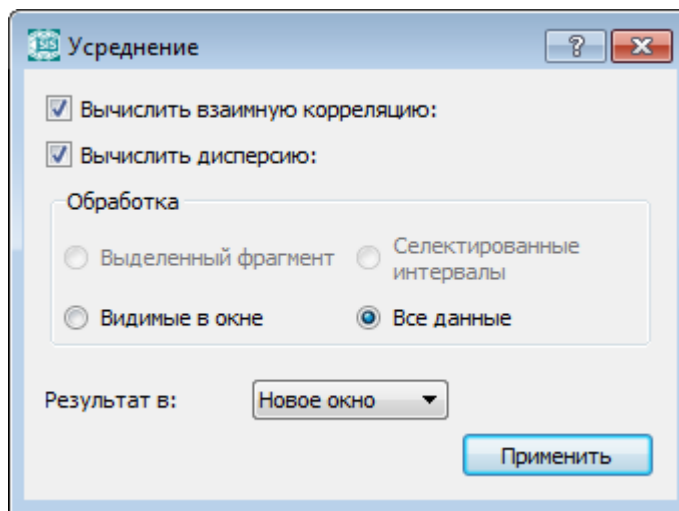 Усреднение
Вычислить взаимную корреляцию:
Вычислить дисперсию:
Обработка
Выделенный фрагмент
Селектированные
интервалы
Видимые в окне
Все данные
Результат в:
Новое окно
Применить